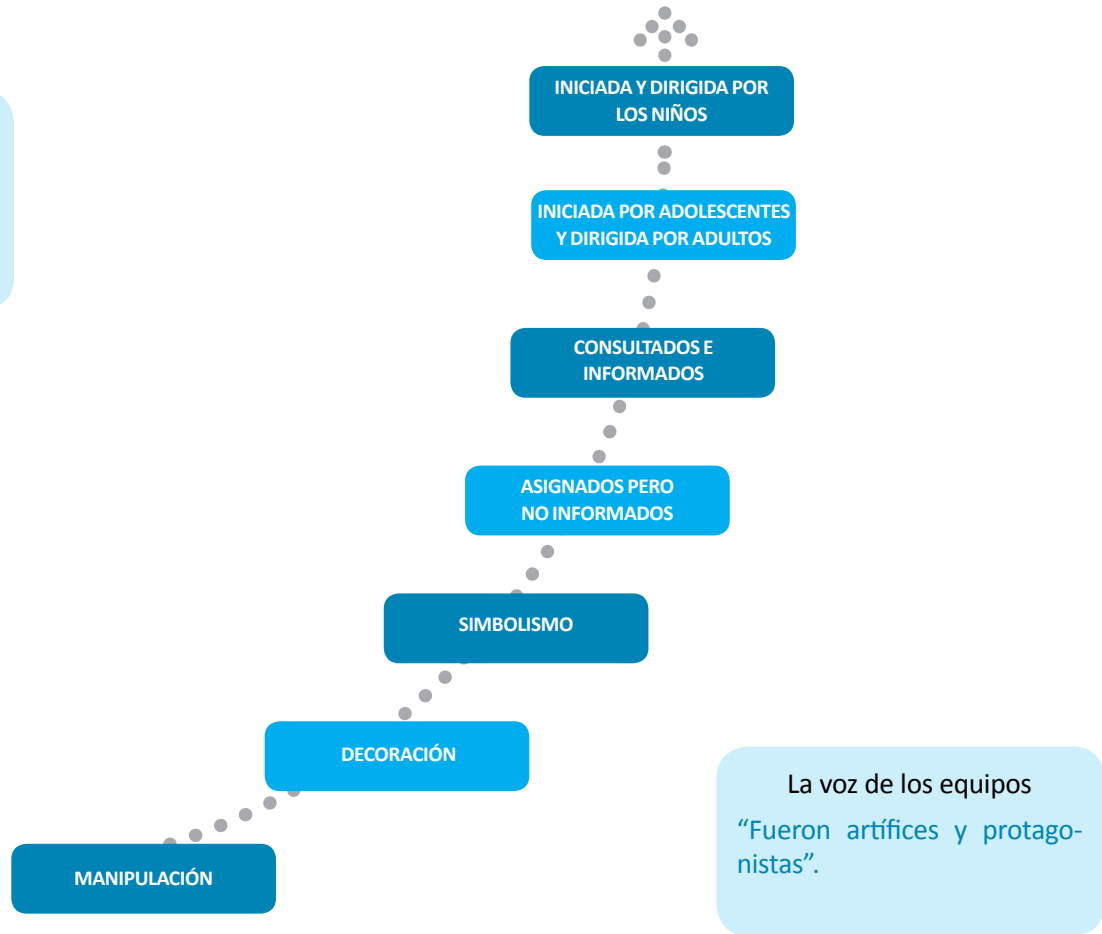 INICIADA Y DIRIGIDA POR
LOS NIÑOS
INICIADA POR ADOLESCENTES
Y DIRIGIDA POR ADULTOS
CONSULTADOS E
INFORMADOS
ASIGNADOS PERO
NO INFORMADOS
SIMBOLISMO
DECORACIÓN
MANIPULACIÓN
La voz de los equipos
“Fueron artífices y protago-
nistas”.